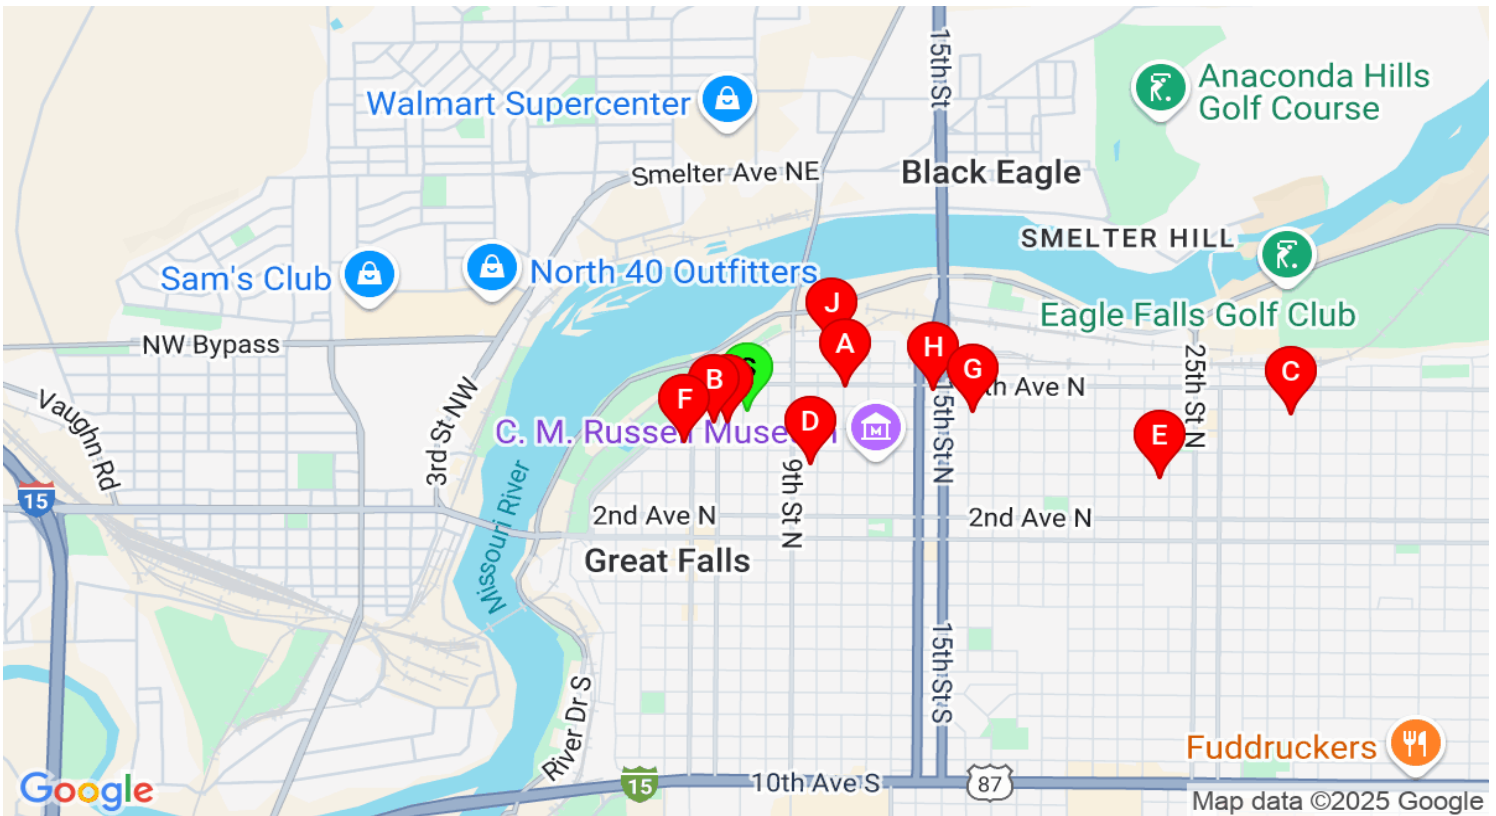 15th St
Anaconda Hills
Golf Course
Walmart Supercenter
Smelter Ave NE
Black Eagle
SMELTER HILL
Sam's Club
North 40 Outfitters
Eagle Falls Golf Club
J
NW Bypass
A
H
G
C
25th St N
S
B
F
3rd St NW
Vaughn Rd
15th St N
D
E
C. M. Russell
M
15
Missouri River
9th St N
2nd Ave N
2nd Ave N
Great Falls
15th St S
River Dr S
Fuddruckers
10th Ave S
15
87
Google
Map data ©2025 Google